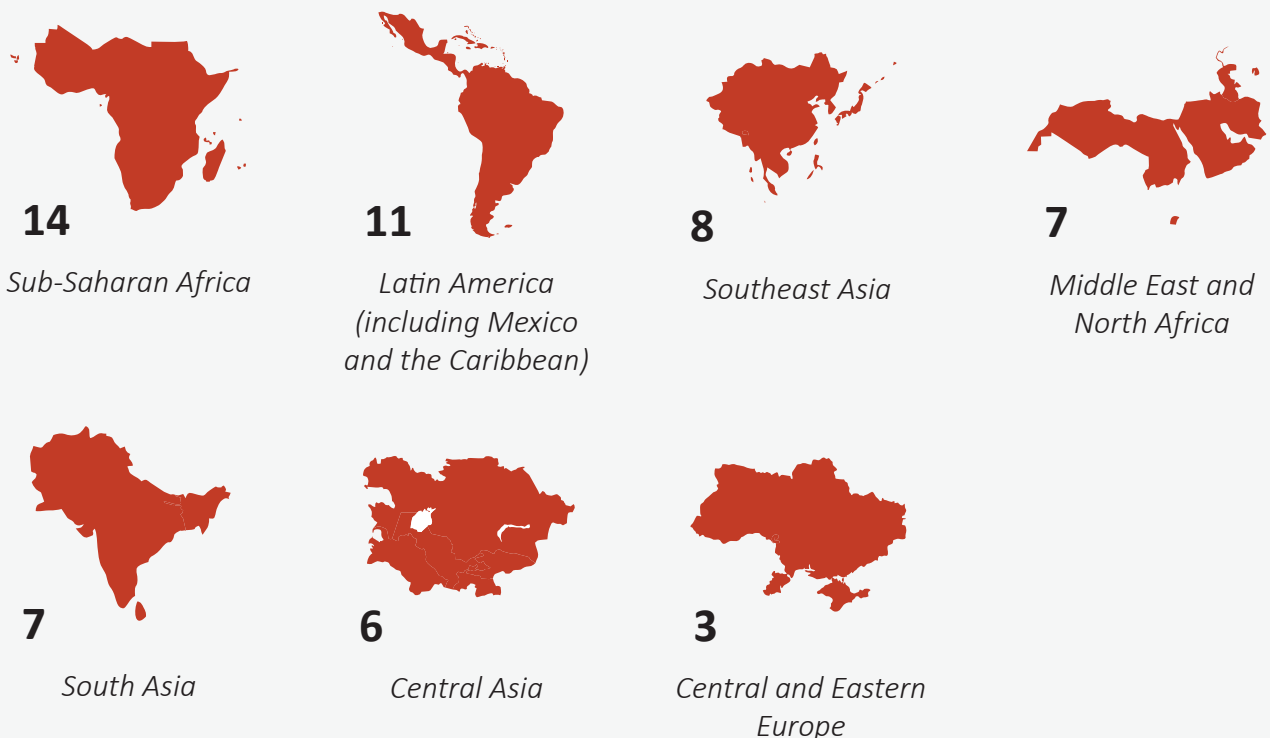 14
Sub-Saharan Africa
11
Latin America
(including Mexico
and the Caribbean)
8
Southeast Asia
7
Middle East and
North Africa
7
South Asia
6
Central Asia
3
Central and Eastern
Europe